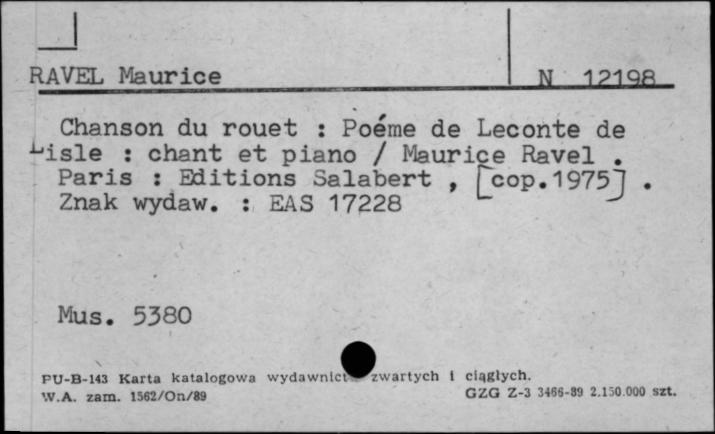 RAVEL Maurice N 12198
Chanson du rouet : Poéme de Leconte de
Lisle : chant et piano / Maurice Ravel .
Paris : Editions Salabert , [cop.1975] .
Znak wydaw. : EAS 17228
Mus. 5380
PU-B-143 Karta katalogowa wydawnict zwartych i ciągłych.
W.A. zam. 1562/On/89 GZG Z-3 3466-89 2.150.000 szt.